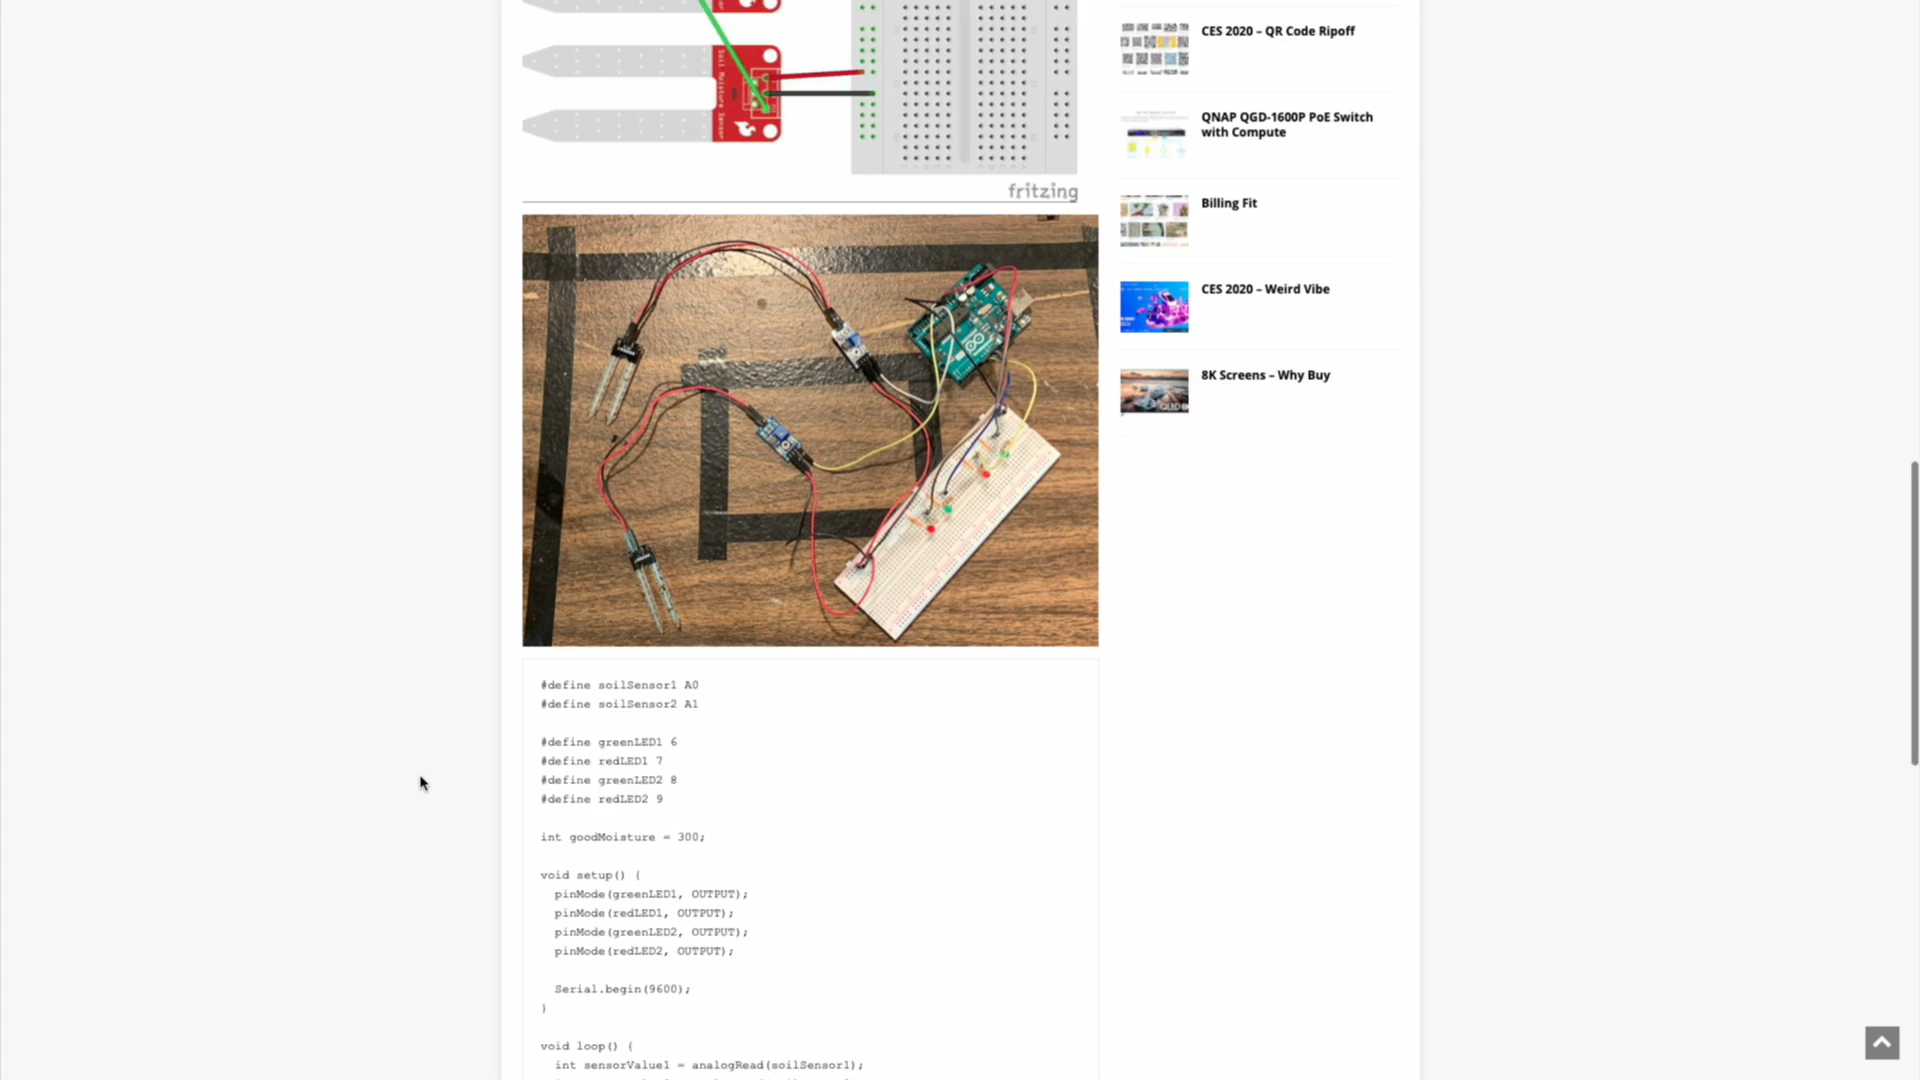 Soil Moisture Sensor
fritzing
#define soilSensor1 A0
#define soilSensor2 A1
#define greenLED1 6
#define redLED1 7
#define greenLED2 8
#define redLED2 9
int goodMoisture = 300;
void setup() {
pinMode(greenLED1, OUTPUT);
pinMode(redLED1, OUTPUT);
pinMode(greenLED2, OUTPUT);
pinMode(redLED2, OUTPUT);
Serial.begin(9600);
}
void loop() {
int sensorValue1 = analogRead(soilSensor1);
CES 2020 – QR Code Ripoff
QNAP QGD-1600P PoE Switch
with Compute
Billing Fit
CES 2020 – Weird Vibe
8K Screens – Why Buy